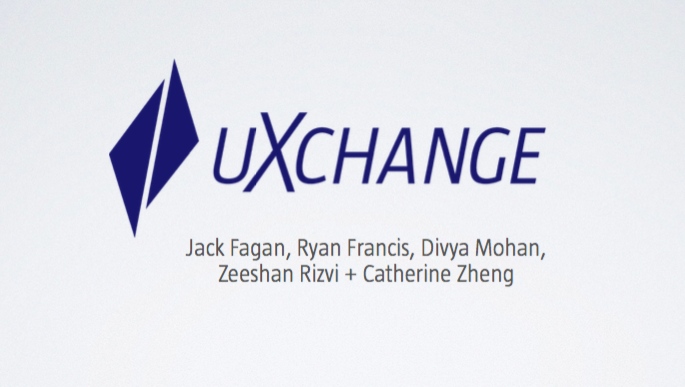 UXCHANGE
Jack Fagan, Ryan Francis, Divya Mohan,
Zeeshan Rizvi + Catherine Zheng